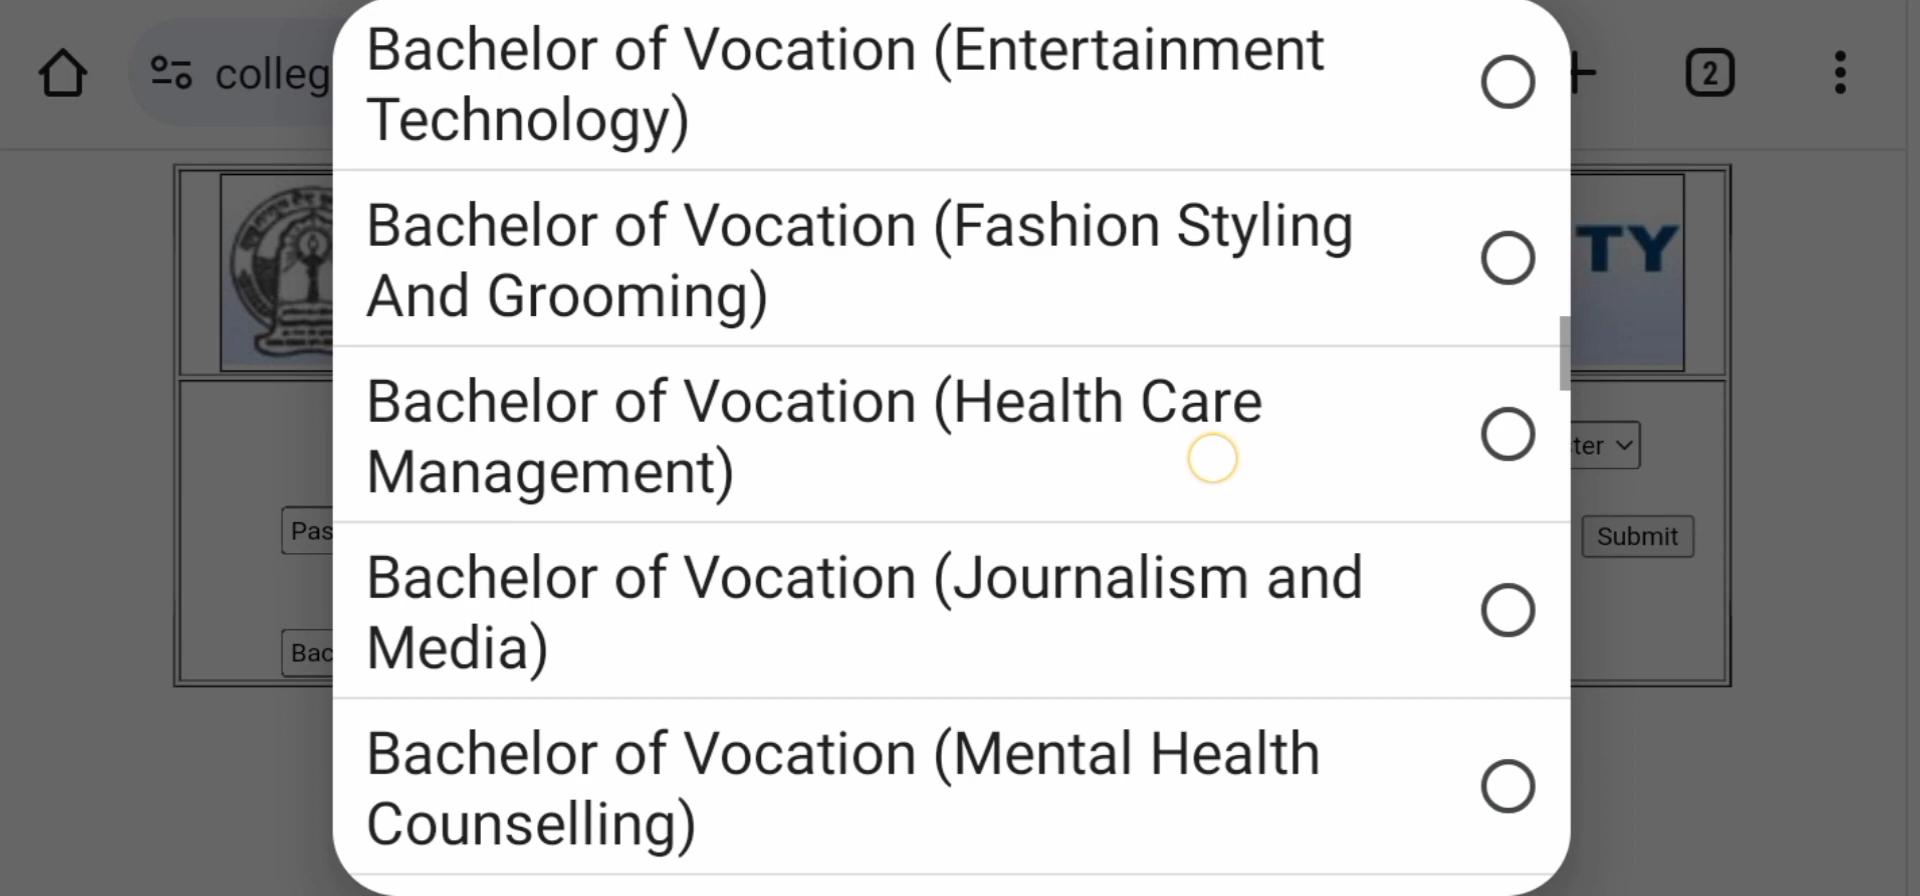 colleg
2
Bachelor of Vocation (Entertainment
Technology)
Bachelor of Vocation (Fashion Styling
And Grooming)
TY
Bachelor of Vocation (Health Care
Management)
ter
Pas
Submit
Bachelor of Vocation (Journalism and
Media)
Bac
Bachelor of Vocation (Mental Health
Counselling)